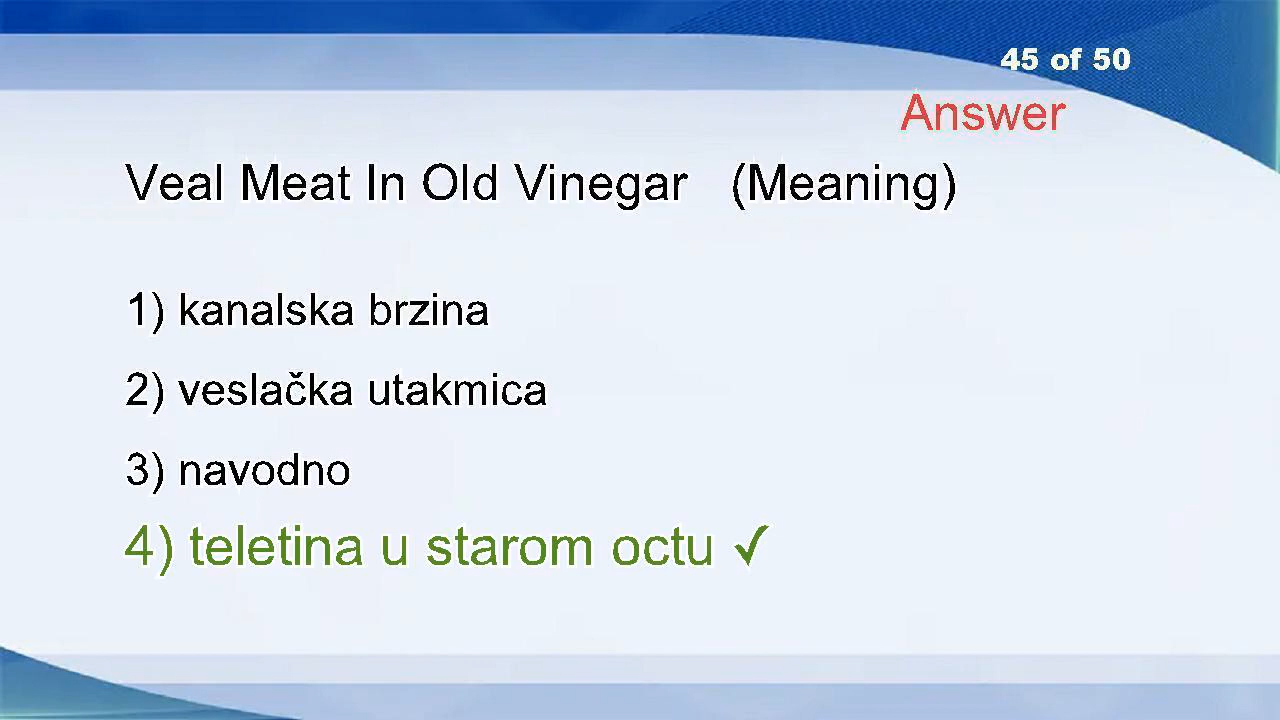 45 of 50
Answer
Veal Meat In Old Vinegar (Meaning)
1) kanalska brzina
2) veslačka utakmica
3) navodno
4) teletina u starom octu ✓